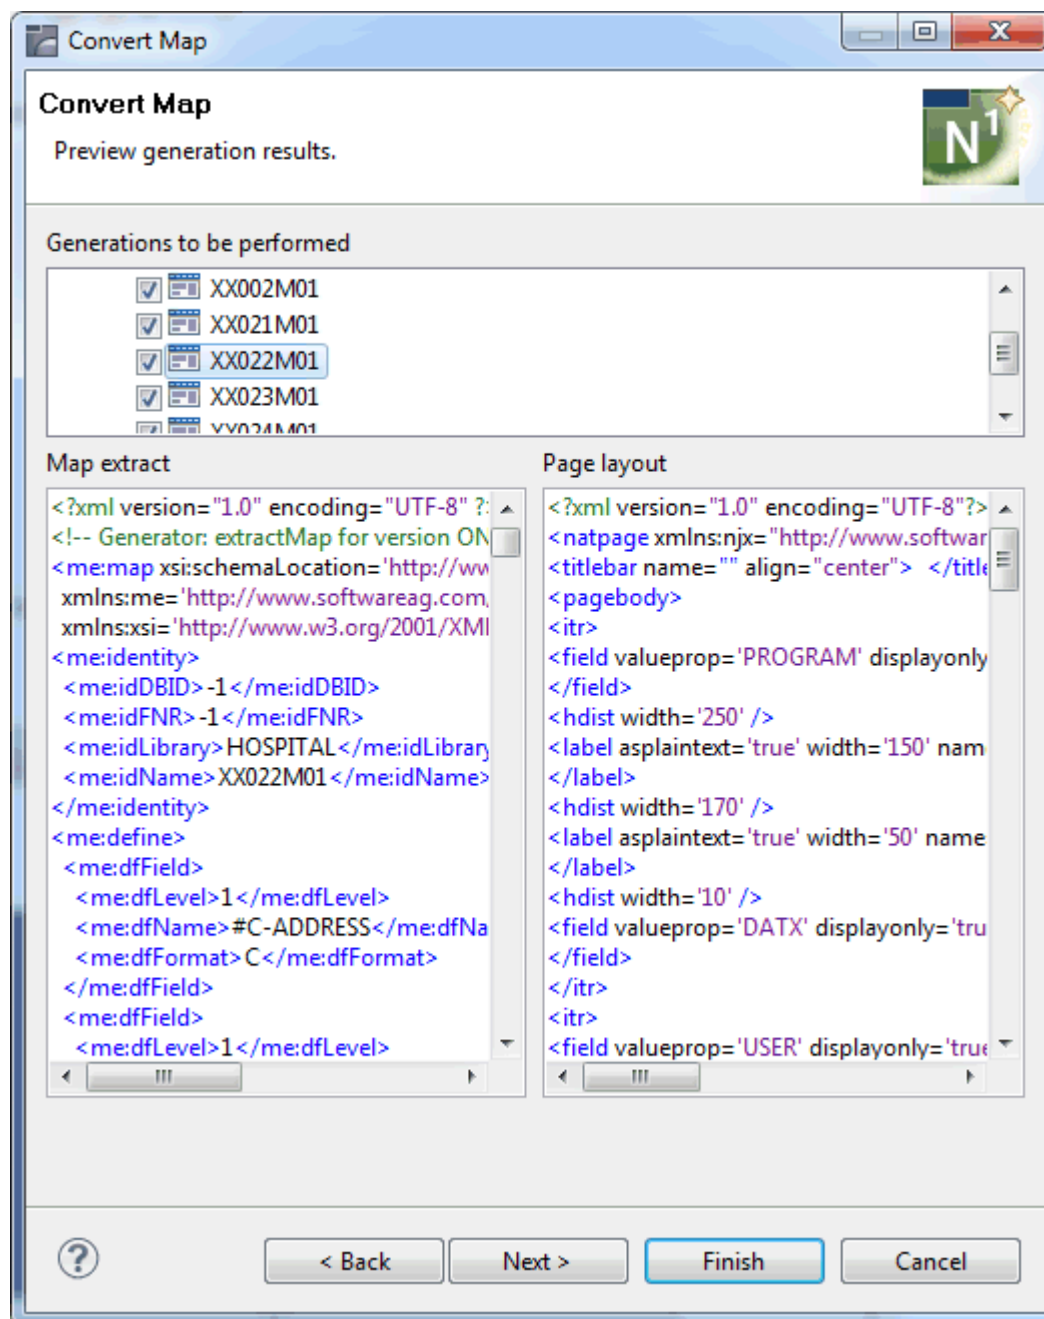 Convert Map
Convert Map
Preview generation results.
N1
Generations to be performed
XX002M01
XX021M01
XX022M01
XX023M01
XX024M01
Map extract
<?xml version="1.0" encoding="UTF-8" ?
<!-- Generator: extractMap for version ON
<me:map xsi:schemaLocation='http://ww
xmlns:me='http://www.softwareag.com,
xmlns:xsi='http://www.w3.org/2001/XMl
<me:identity>
<me:idDBID>-1</me:idDBID>
<me:idFNR>-1</me:idFNR>
<me:idLibrary>HOSPITAL</me:idLibrary
<me:idName>XX022M01</me:idName>
</me:identity>
<me:define>
<me:dfField>
<me:dfLevel>1</me:dfLevel>
<me:dfName>#C-ADDRESS</me:dfNa
<me:dfFormat>C</me:dfFormat>
</me:dfField>
<me:dfField>
<me:dfLevel>1</me:dfLevel>
Page layout
<?xml version="1.0" encoding="UTF-8"?>
<natpage xmlns:njx="http://www.softwar
<titlebar name="" align="center"> </title
<pagebody>
<itr>
<field valueprop='PROGRAM' displayonly
</field>
<hdist width='250' />
<label asplaintext='true' width='150' nam
</label>
<hdist width='170' />
<label asplaintext='true' width='50' name
</label>
<hdist width='10' />
<field valueprop='DATX' displayonly='tru
</field>
</itr>
<itr>
<field valueprop='USER' displayonly='true
?
< Back
Next >
Finish
Cancel